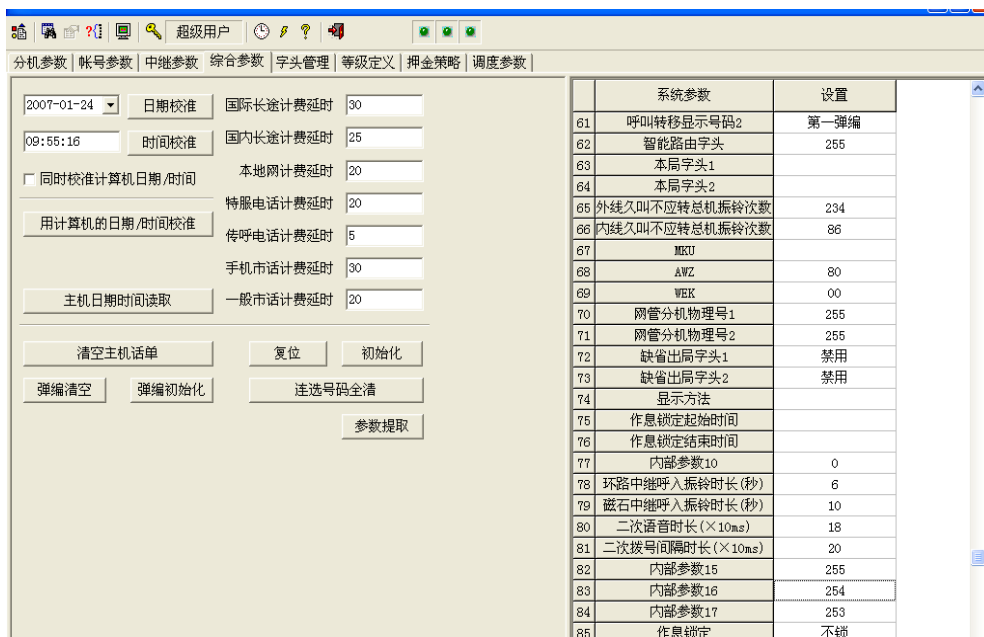 超级用户
分机参数 帐号参数 中继参数 综合参数 字头管理 等级定义 押金策略 调度参数
2007-01-24 日期校准
09:55:16 时间校准
同时校准计算机日期/时间
用计算机的日期/时间校准
主机日期时间读取
国际长途计费延时 30
国内长途计费延时 25
本地网计费延时 20
特服电话计费延时 20
传呼电话计费延时 5
手机市话计费延时 30
一般市话计费延时 20
清空主机话单 复位 初始化
弹编清空 弹编初始化 连选号码全清
参数提取
系统参数 设置
61 呼叫转移显示号码2 第一弹编
62 智能路由字头 255
63 本局字头1
64 本局字头2
65 外线久叫不应转总机振铃次数 234
66 内线久叫不应转总机振铃次数 86
67 MKU
68 AWZ 80
69 WEK 00
70 网管分机物理号1 255
71 网管分机物理号2 255
72 缺省出局字头1 禁用
73 缺省出局字头2 禁用
74 显示方法
75 作息锁定起始时间
76 作息锁定结束时间
77 内部参数10 0
78 环路中继呼入振铃时长(秒) 6
79 磁石中继呼入振铃时长(秒) 10
80 二次语音时长(×10ms) 18
81 二次拨号间隔时长(×10ms) 20
82 内部参数15 255
83 内部参数16 254
84 内部参数17 253
85 作息锁定 不锁